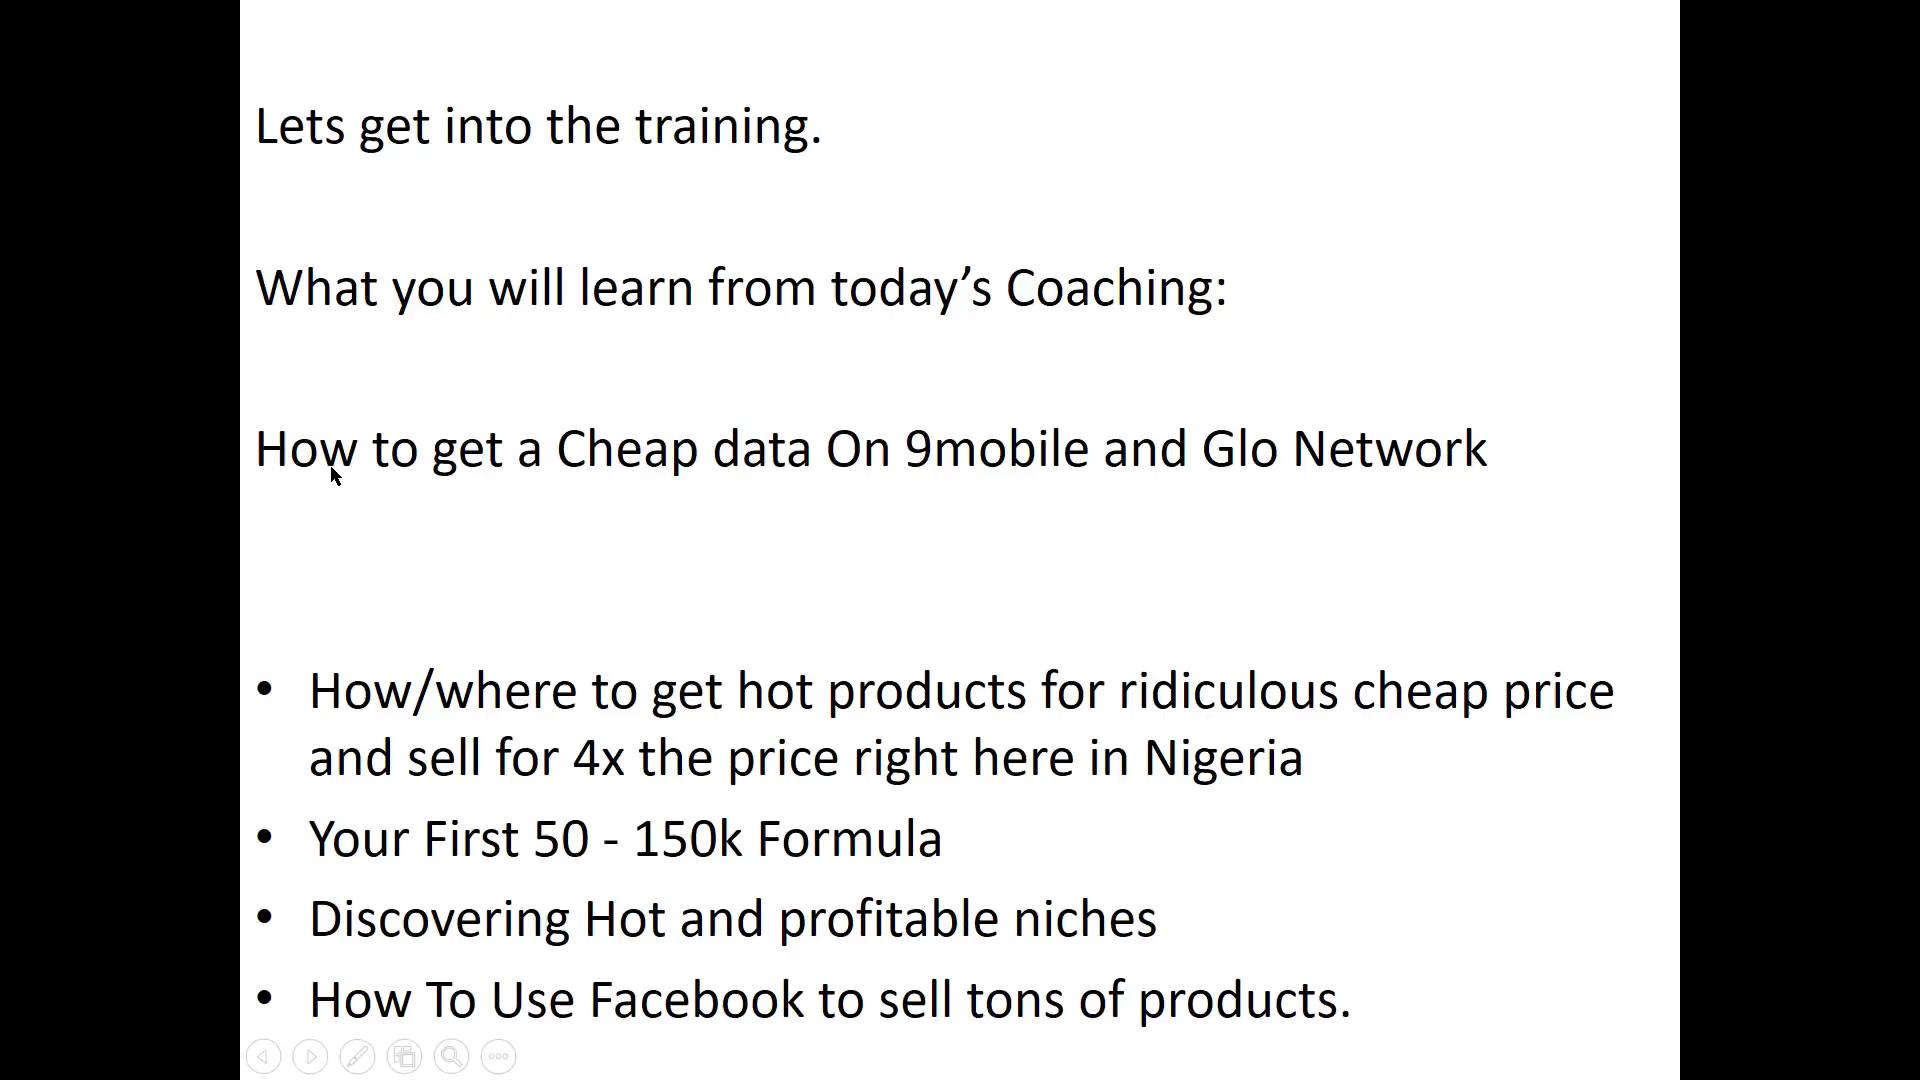 Lets get into the training.
What you will learn from today’s Coaching:
How to get a Cheap data On 9mobile and Glo Network
• How/where to get hot products for ridiculous cheap price
and sell for 4x the price right here in Nigeria
• Your First 50 - 150k Formula
• Discovering Hot and profitable niches
• How To Use Facebook to sell tons of products.